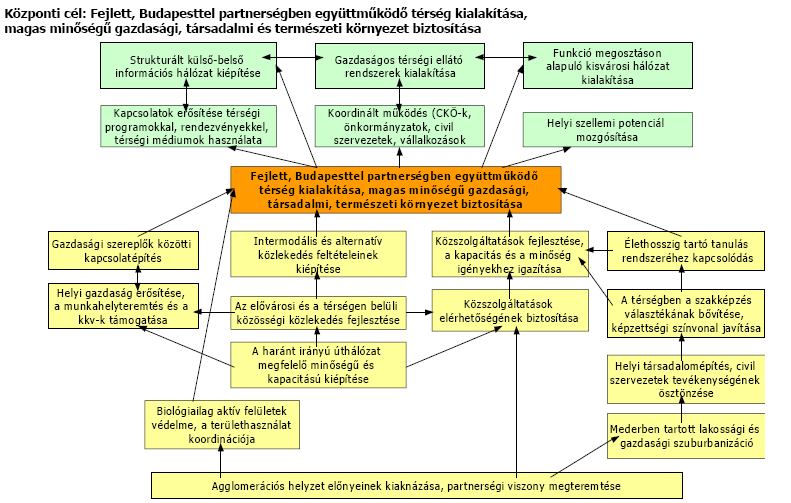 Központi cél: Fejlett, Budapesttel partnerségben együttműködő térség kialakítása,
magas minőségű gazdasági, társadalmi és természeti környezet biztosítása
Strukturált külső-belső
információs hálózat kiépítése
Gazdaságos térségi ellátó
rendszerek kialakítása
Funkció megosztáson
alapuló kisvárosi hálózat
kialakítása
Kapcsolatok erősítése térségi
programokkal, rendezvényekkel,
térségi médiumok használata
Koordinált működés (CKÖ-k,
önkormányzatok, civil
szervezetek, vállalkozások
Helyi szellemi potenciál
mozgósítása
Fejlett, Budapesttel partnerségben együttműködő
térség kialakítása, magas minőségű gazdasági,
társadalmi, természeti környezet biztosítása
Gazdasági szereplők közötti
kapcsolatépítés
Intermodális és alternatív
közlekedés feltételeinek
kiépítése
Közszolgáltatások fejlesztése,
a kapacitás és a minőség
igényekhez igazítása
Élethosszig tartó tanulás
rendszeréhez kapcsolódás
Helyi gazdaság erősítése,
a munkahelyteremtés és a
kkv-k támogatása
Az elővárosi és a térségen belüli
közösségi közlekedés fejlesztése
Közszolgáltatások
elérhetőségének biztosítása
A térségben a szakképzés
választékának bővítése,
képzettségi színvonal javítása
A haránt irányú úthálózat
megfelelő minőségű és
kapacitású kiépítése
Helyi társadalomépítés, civil
szervezetek tevékenységének
ösztönzése
Biológiailag aktív felületek
védelme, a területhasználat
koordinációja
Mederben tartott lakossági és
gazdasági szuburbanizáció
Agglomerációs helyzet előnyeinek kiaknázása, partnerségi viszony megteremtése